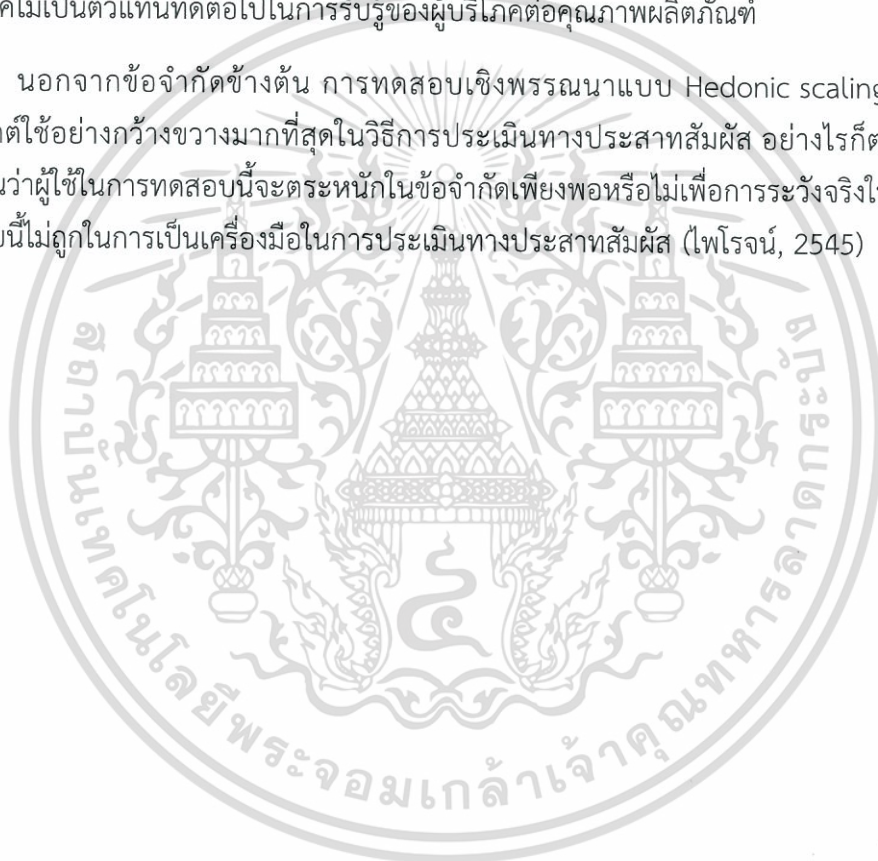 คไม่เป็นตัวแทนที่ดีต่อไปในการรับรู้ของผู้บริโภคต่อคุณภาพผลิตภัณฑ์
นอกจากข้อจำกัดข้างต้น การทดสอบเชิงพรรณนาแบบ Hedonic scaling
ต์ใช้อย่างกว้างขวางมากที่สุดในวิธีการประเมินทางประสาทสัมผัส อย่างไรก็ต
นว่าผู้ใช้ในการทดสอบนี้จะตระหนักในข้อจำกัดเพียงพอหรือไม่เพื่อการระวังจริงใ
บนี้ไม่ถูกในการเป็นเครื่องมือในการประเมินทางประสาทสัมผัส (ไพโรจน์, 2545)
สถาบันเทคโนโลยีพระจอมเกล้าเจ้าคุณทหารลาดกระบัง